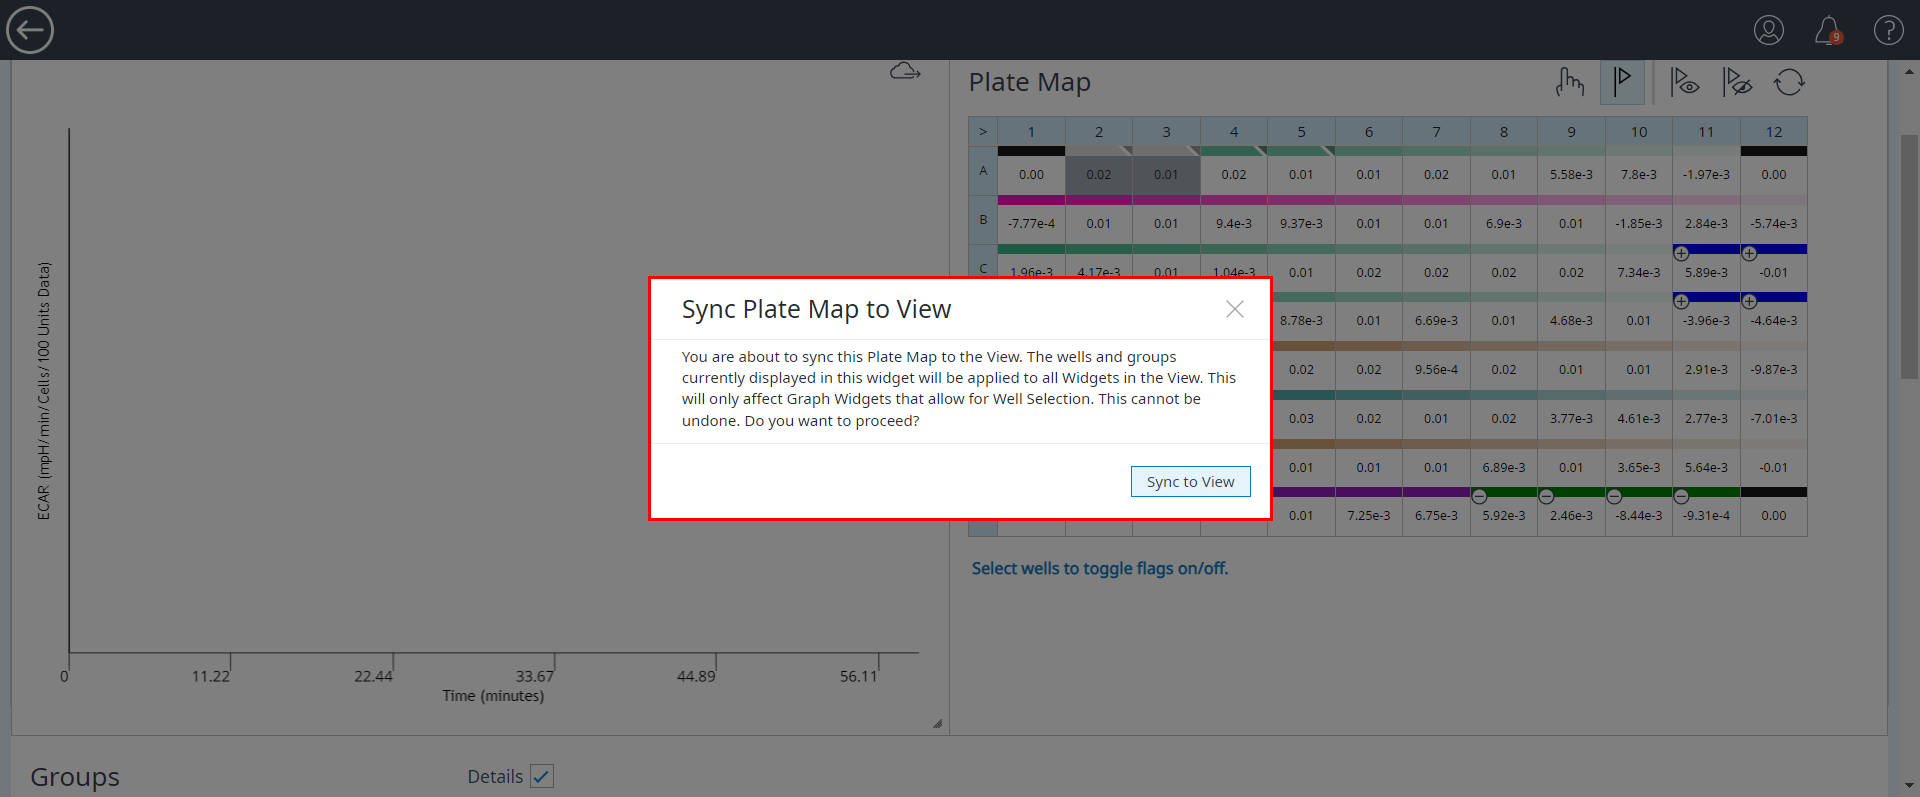 9
Plate Map
> 1 2 3 4 5 6 7 8 9 10 11 12
A 0.00 0.02 0.01 0.02 0.01 0.01 0.02 0.01 5.58e-3 7.8e-3 -1.97e-3 0.00
B -7.77e-4 0.01 0.01 9.4e-3 9.37e-3 0.01 0.01 6.9e-3 0.01 -1.85e-3 2.84e-3 -5.74e-3
C 1.96e-3 4.17e-3 0.01 1.04e-3 0.01 0.02 0.02 0.02 0.02 7.34e-3 5.89e-3 -0.01
8.78e-3 0.01 6.69e-3 0.01 4.68e-3 0.01 -3.96e-3 -4.64e-3
0.02 0.02 9.56e-4 0.02 0.01 0.01 2.91e-3 -9.87e-3
0.03 0.02 0.01 0.02 3.77e-3 4.61e-3 2.77e-3 -7.01e-3
0.01 0.01 0.01 6.89e-3 0.01 3.65e-3 5.64e-3 -0.01
0.01 7.25e-3 6.75e-3 5.92e-3 2.46e-3 -8.44e-3 -9.31e-4 0.00
Select wells to toggle flags on/off.
Sync Plate Map to View
You are about to sync this Plate Map to the View. The wells and groups
currently displayed in this widget will be applied to all Widgets in the View. This
will only affect Graph Widgets that allow for Well Selection. This cannot be
undone. Do you want to proceed?
Sync to View
ECAR (mpH/min/Cells/100 Units Data)
0 11.22 22.44 33.67 44.89 56.11
Time (minutes)
Groups
Details